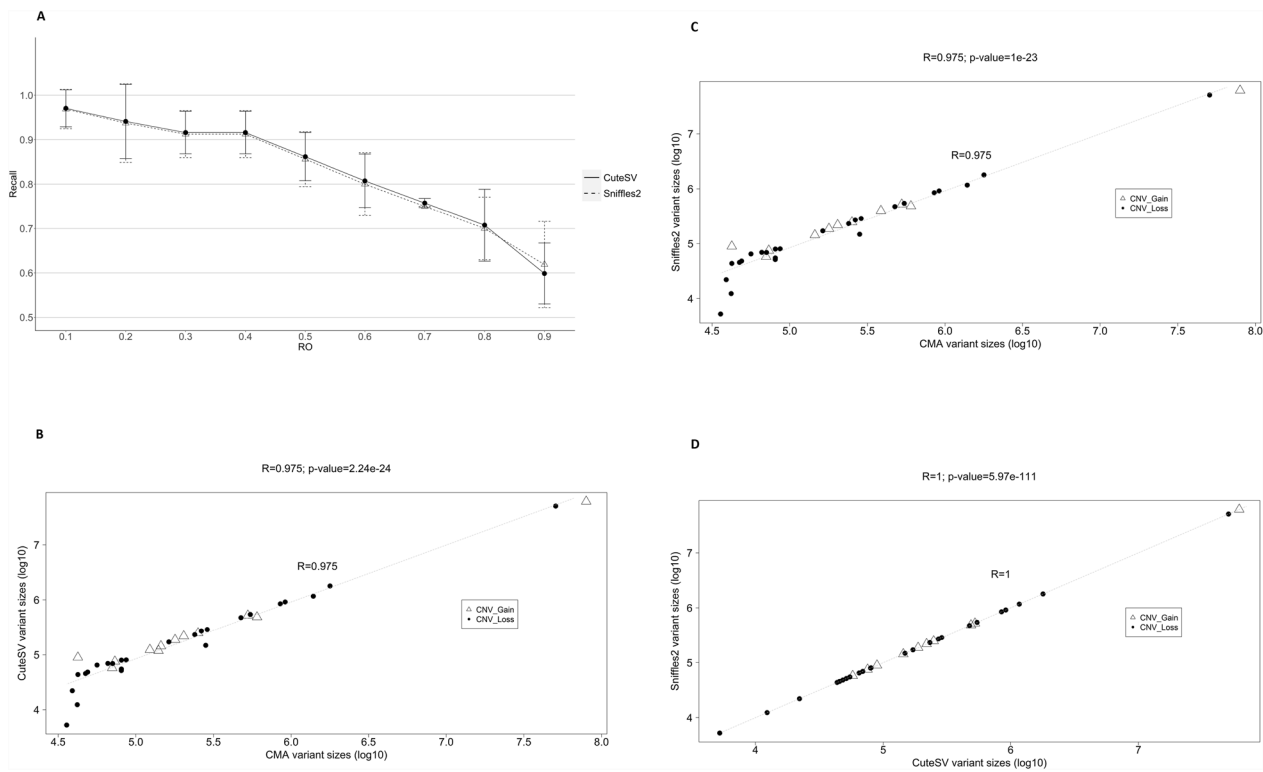 A
1.0
0.9
0.8
0.7
0.6
0.5
Recall
0.1 0.2 0.3 0.4 0.5 0.6 0.7 0.8 0.9
RO
CuteSV
Sniffles2
B
R=0.975; p-value=2.24e-24
7
6
5
4
CuteSV variant sizes (log10)
R=0.975
CNV_Gain
CNV_Loss
4.5 5.0 5.5 6.0 6.5 7.0 7.5 8.0
CMA variant sizes (log10)
C
R=0.975; p-value=1e-23
7
6
5
4
Sniffles2 variant sizes (log10)
R=0.975
CNV_Gain
CNV_Loss
4.5 5.0 5.5 6.0 6.5 7.0 7.5 8.0
CMA variant sizes (log10)
D
R=1; p-value=5.97e-111
7
6
5
4
Sniffles2 variant sizes (log10)
R=1
CNV_Gain
CNV_Loss
4 5 6 7
CuteSV variant sizes (log10)